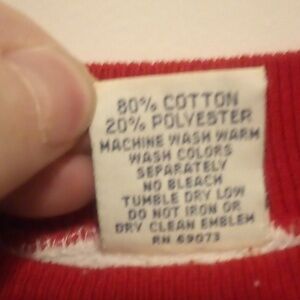 80% COTTON
20% POLYESTER
MACHINE WASH WARM
WASH COLORS
SEPARATELY
NO BLEACH
TUMBLE DRY LOW
DO NOT IRON OR
DRY CLEAN EMBLEM
RN 69073